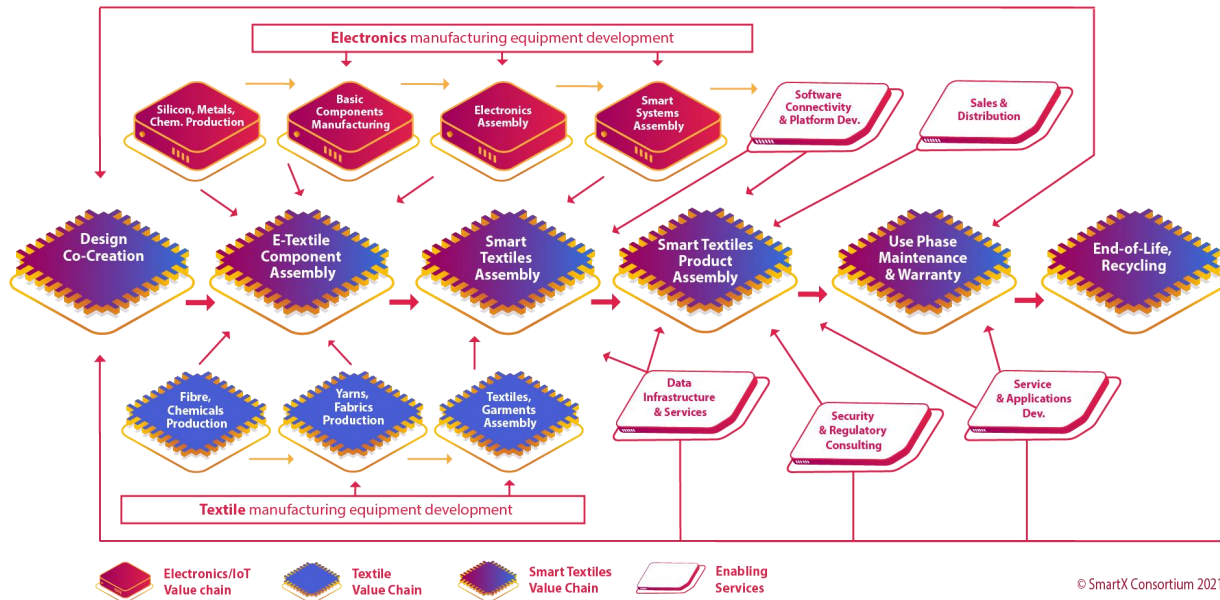 Electronics manufacturing equipment development
Silicon, Metals,
Chem. Production
Basic
Components
Manufacturing
Electronics
Assembly
Smart
Systems
Assembly
Software
Connectivity
& Platform Dev.
Sales &
Distribution
Design
Co-Creation
E-Textile
Component
Assembly
Smart
Textiles
Assembly
Smart Textiles
Product
Assembly
Use Phase
Maintenance
& Warranty
End-of-Life,
Recycling
Fibre,
Chemicals
Production
Yarns,
Fabrics
Production
Textiles,
Garments
Assembly
Data
Infrastructure
& Services
Security
& Regulatory
Consulting
Service
& Applications
Dev.
Textile manufacturing equipment development
Electronics/IoT
Value chain
Textile
Value Chain
Smart Textiles
Value Chain
Enabling
Services
© SmartX Consortium 2021